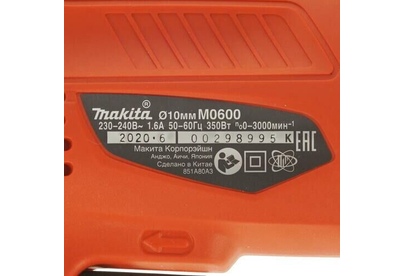 makita® Ø10мм M0600
230-240В~ 1.6А 50-60Гц 350Вт n₀0-3000мин⁻¹
2020.6 00298995 K EAC
Макита Корпорэйшн
Анджо, Аичи, Япония
Сделано в Китае
851A80A3